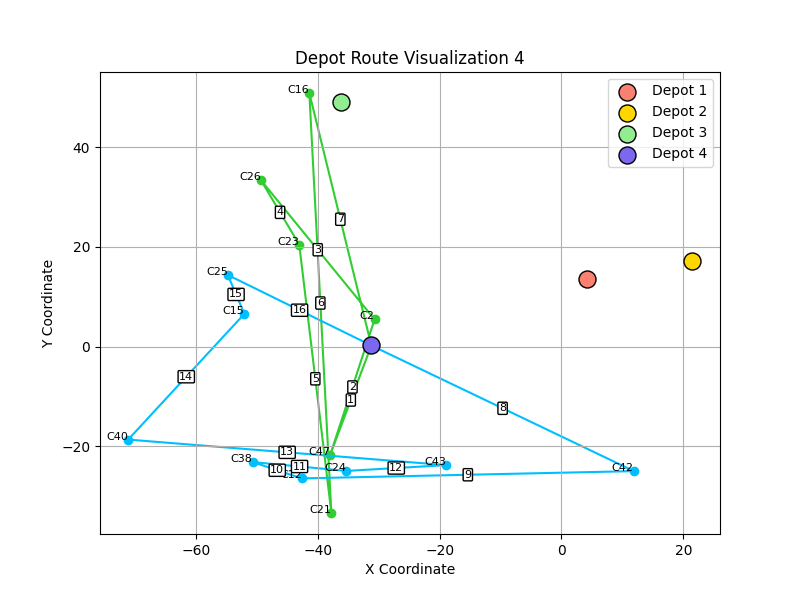 Depot Route Visualization 4
Depot 1
Depot 2
Depot 3
Depot 4
Y Coordinate
40
20
0
−20
−60
−40
−20
0
20
X Coordinate
C16
C26
7
4
C23
3
C25
15
6
C15
16
C2
14
5
2
8
1
C40
13
C47
C38
10
11
C12
C24
12
C43
9
C42
C21